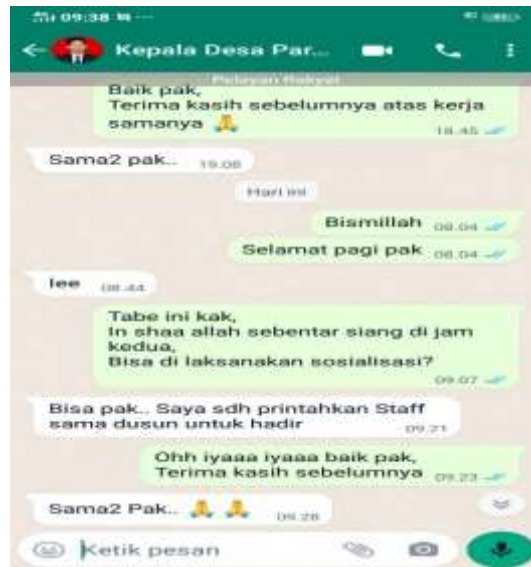 09:38
Kepala Desa Par...
Pelayan Rakyat
Baik pak,
Terima kasih sebelumnya atas kerja
samanya 🙏
18.45
Sama2 pak.. 19.08
Hari ini
Bismillah 08.04
Selamat pagi pak 08.04
Iee 08.44
Tabe ini kak,
In shaa allah sebentar siang di jam
kedua,
Bisa di laksanakan sosialisasi?
09.07
Bisa pak.. Saya sdh printahkan Staff
sama dusun untuk hadir 09.21
Ohh iyaaa iyaaa baik pak,
Terima kasih sebelumnya 09.23
Sama2 Pak.. 🙏 🙏 09.28
Ketik pesan